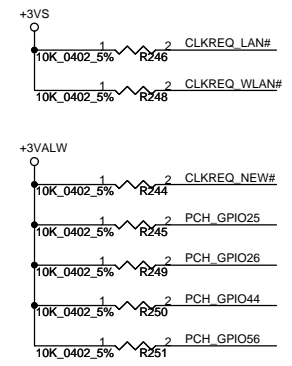 +3VS
1 2 CLKREQ_LAN#
10K_0402_5% R246
1 2 CLKREQ_WLAN#
10K_0402_5% R248
+3VALW
1 2 CLKREQ_NEW#
10K_0402_5% R244
1 2 PCH_GPIO25
10K_0402_5% R245
1 2 PCH_GPIO26
10K_0402_5% R249
1 2 PCH_GPIO44
10K_0402_5% R250
1 2 PCH_GPIO56
10K_0402_5% R251